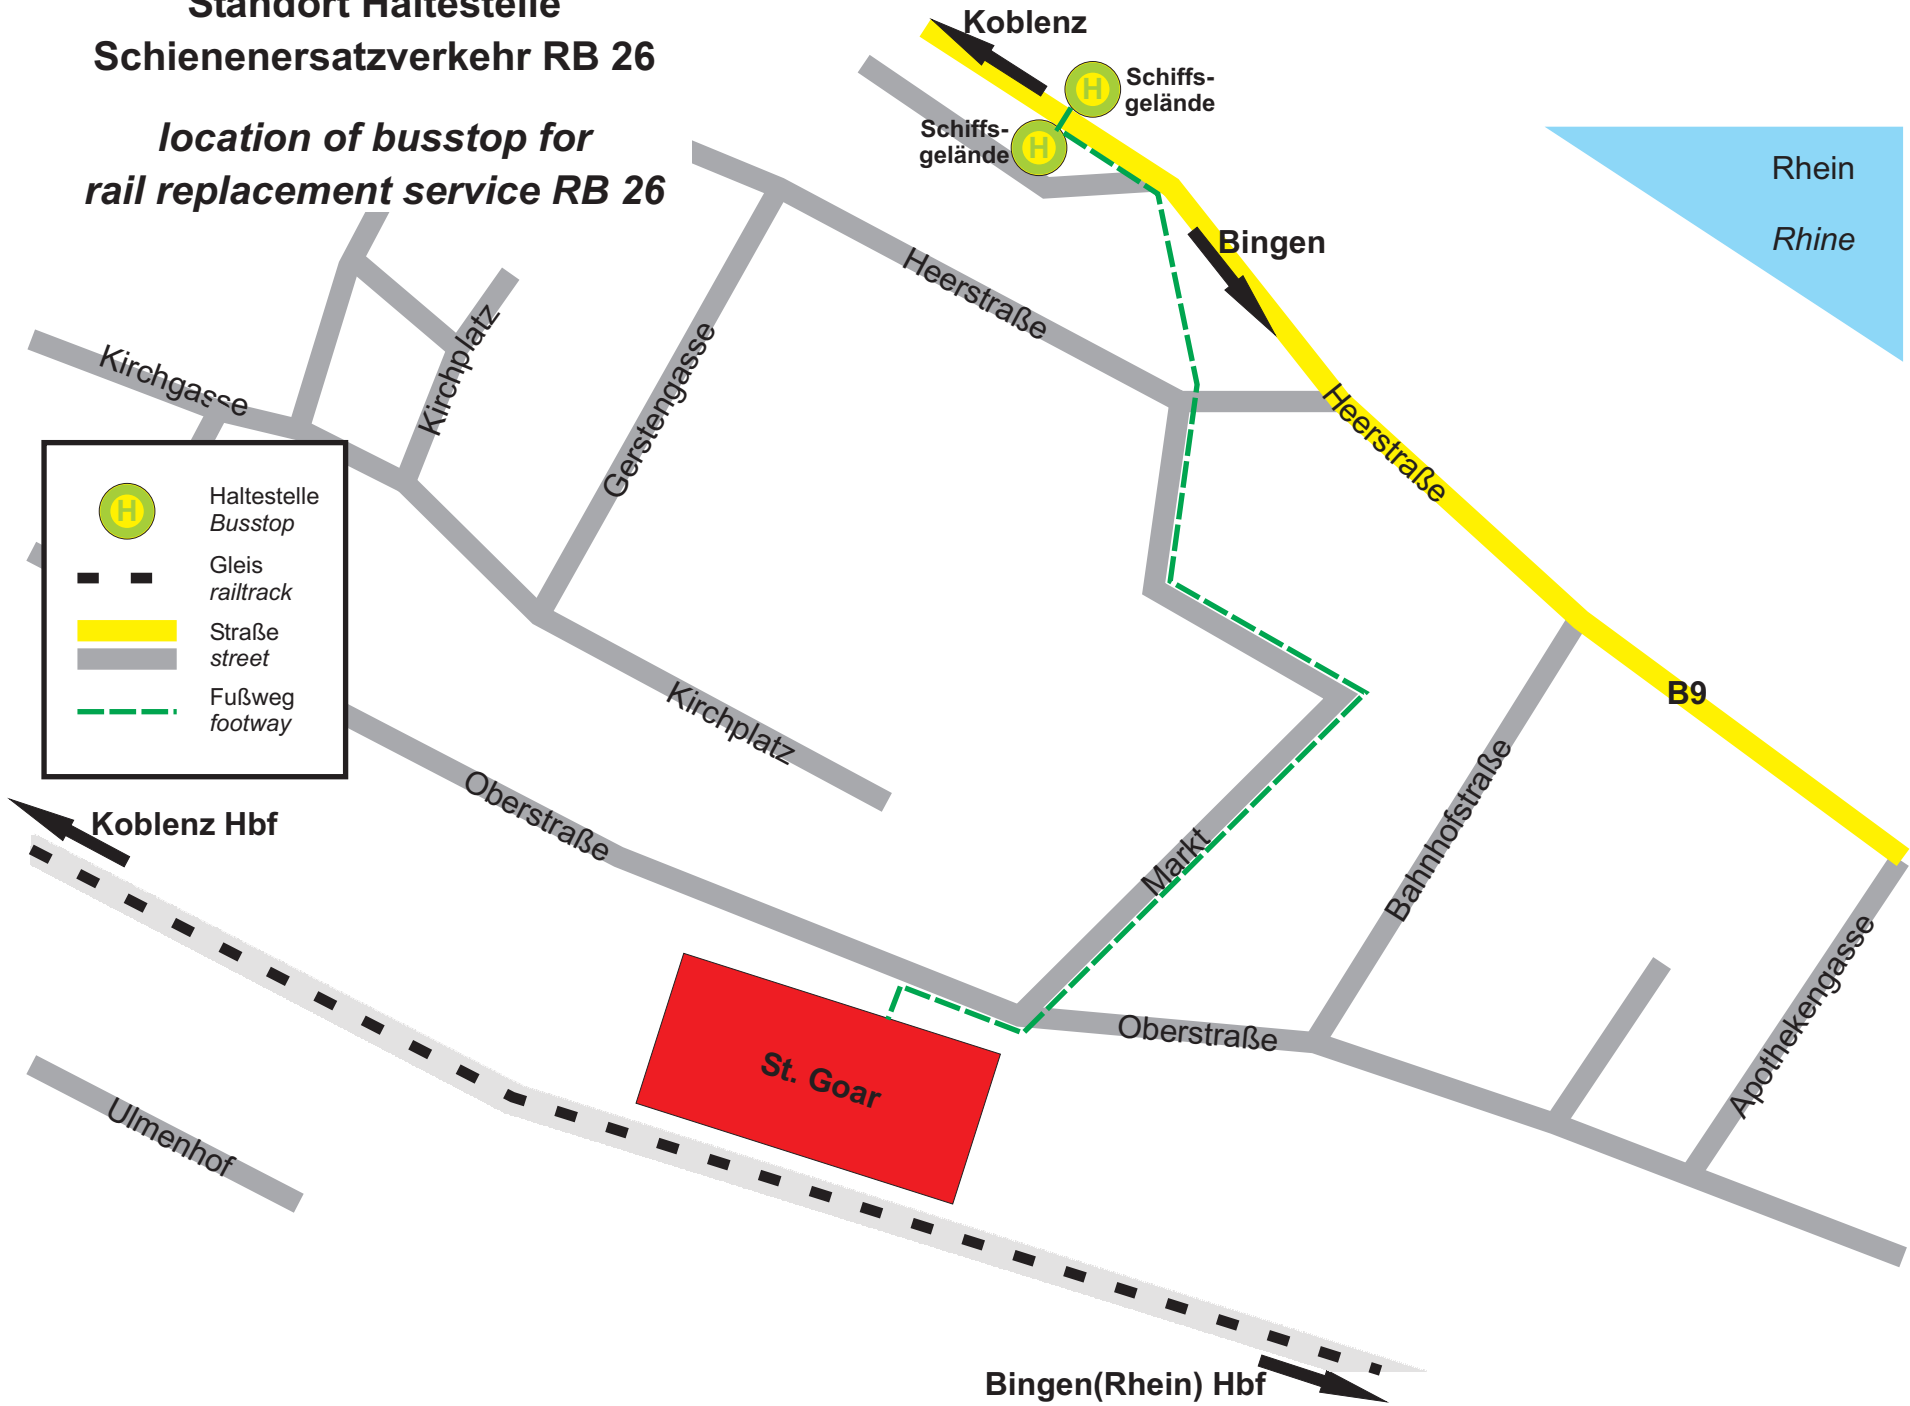 Standort Haltestelle
Schienenersatzverkehr RB 26
location of busstop for
rail replacement service RB 26
Koblenz
H
Schiffs-
gelände
Schiffs-
gelände
H
Rhein
Rhine
Bingen
Heerstraße
Heerstraße
Kirchgasse
Kirchplatz
Gerstengasse
H
Haltestelle
Busstop
Gleis
railtrack
Straße
street
Fußweg
footway
B9
Kirchplatz
Oberstraße
Markt
Bahnhofstraße
Apothekengasse
Koblenz Hbf
Oberstraße
St. Goar
Ulmenhof
Bingen(Rhein) Hbf